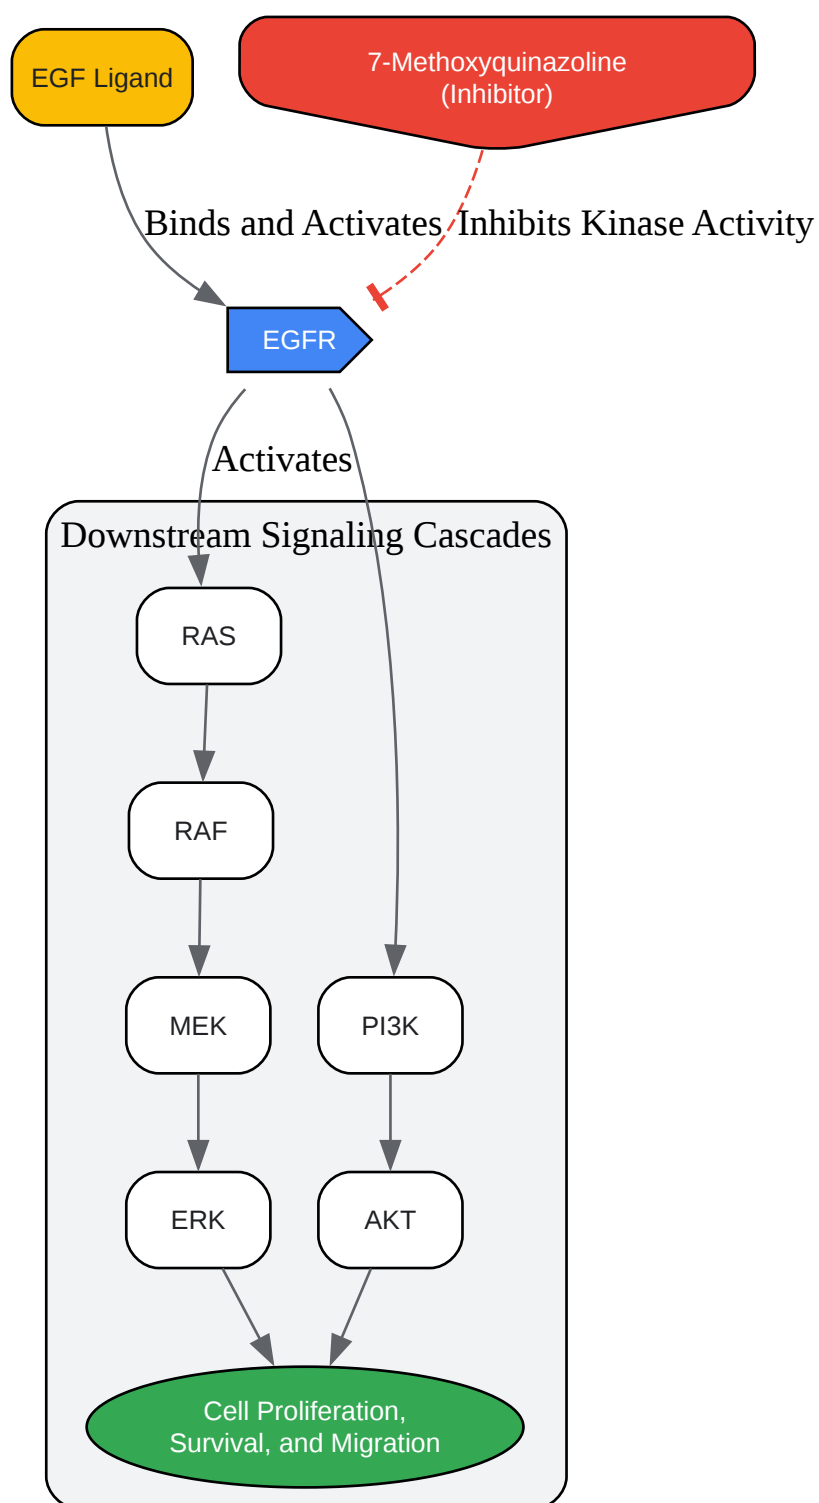 EGF Ligand
7-Methoxyquinazoline
(Inhibitor)
Binds and Activates
Inhibits Kinase Activity
EGFR
Activates
Downstream Signaling Cascades
RAS
RAF
MEK
PI3K
ERK
AKT
Cell Proliferation,
Survival, and Migration